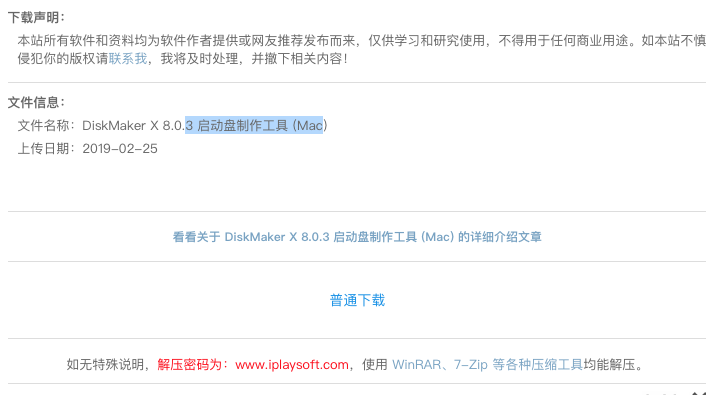 下载声明：
本站所有软件和资料均为软件作者提供或网友推荐发布而来，仅供学习和研究使用，不得用于任何商业用途。如本站不慎
侵犯你的版权请联系我，我将及时处理，并撤下相关内容！
文件信息：
文件名称：DiskMaker X 8.0.3 启动盘制作工具 (Mac)
上传日期：2019-02-25
看看关于 DiskMaker X 8.0.3 启动盘制作工具 (Mac) 的详细介绍文章
普通下载
如无特殊说明，解压密码为：www.iplaysoft.com，使用 WinRAR、7-Zip 等各种压缩工具均能解压。